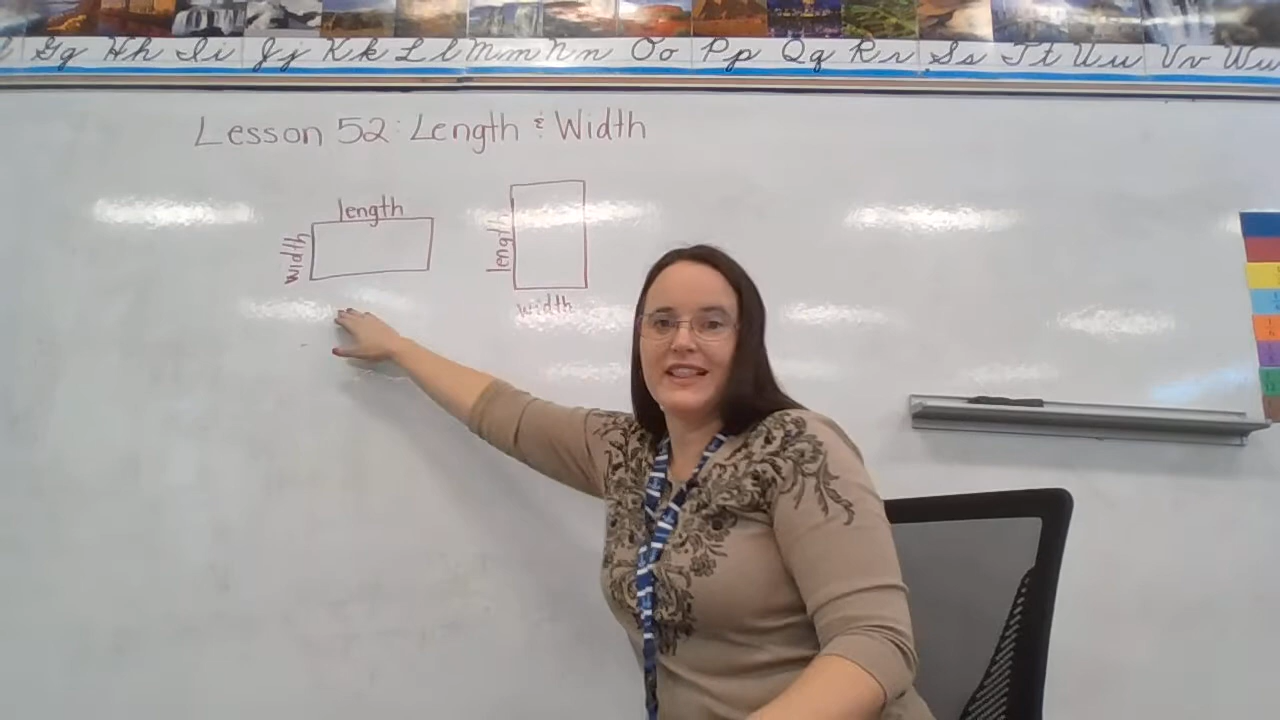 Gg Hh Ii Jj Kk Ll Mm Nn Oo Pp Qq Rr Ss Tt Uu Vv Ww
Lesson 52: Length & Width
length
width
length
width